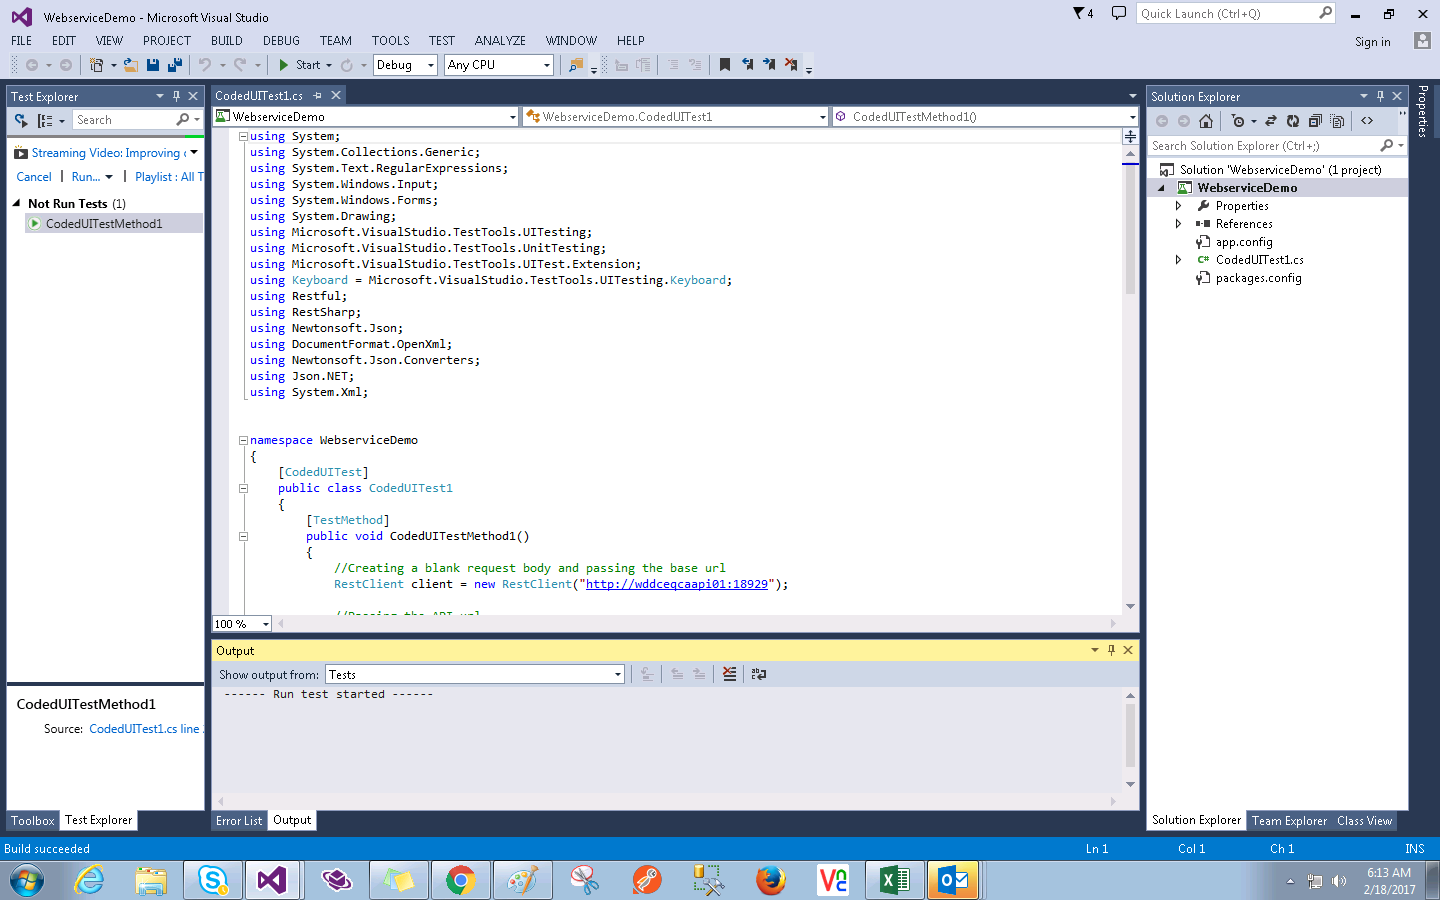 WebserviceDemo - Microsoft Visual Studio
4
Quick Launch (Ctrl+Q)
FILE EDIT VIEW PROJECT BUILD DEBUG TEAM TOOLS TEST ANALYZE WINDOW HELP
Sign in
Start
Debug
Any CPU
Test Explorer
Search
Streaming Video: Improving
Cancel | Run... | Playlist : All T
Not Run Tests (1)
CodedUITestMethod1
CodedUITestMethod1
Source: CodedUITest1.cs line
Toolbox
Test Explorer
CodedUITest1.cs
WebserviceDemo
WebserviceDemo.CodedUITest1
CodedUITestMethod1()
using System;
using System.Collections.Generic;
using System.Text.RegularExpressions;
using System.Windows.Input;
using System.Windows.Forms;
using System.Drawing;
using Microsoft.VisualStudio.TestTools.UITesting;
using Microsoft.VisualStudio.TestTools.UnitTesting;
using Microsoft.VisualStudio.TestTools.UITest.Extension;
using Keyboard = Microsoft.VisualStudio.TestTools.UITesting.Keyboard;
using Restful;
using RestSharp;
using Newtonsoft.Json;
using DocumentFormat.OpenXml;
using Newtonsoft.Json.Converters;
using Json.NET;
using System.Xml;
namespace WebserviceDemo
{
[CodedUITest]
public class CodedUITest1
{
[TestMethod]
public void CodedUITestMethod1()
{
//Creating a blank request body and passing the base url
RestClient client = new RestClient("http://wddceqcaapi01:18929");
//Passing the API url
100 %
Output
Show output from: Tests
------ Run test started ------
Error List
Output
Solution Explorer
Search Solution Explorer (Ctrl+;)
Solution 'WebserviceDemo' (1 project)
WebserviceDemo
Properties
References
app.config
CodedUITest1.cs
packages.config
Solution Explorer
Team Explorer
Class View
Properties
Build succeeded
Ln 1
Col 1
Ch 1
INS
6:13 AM
2/18/2017